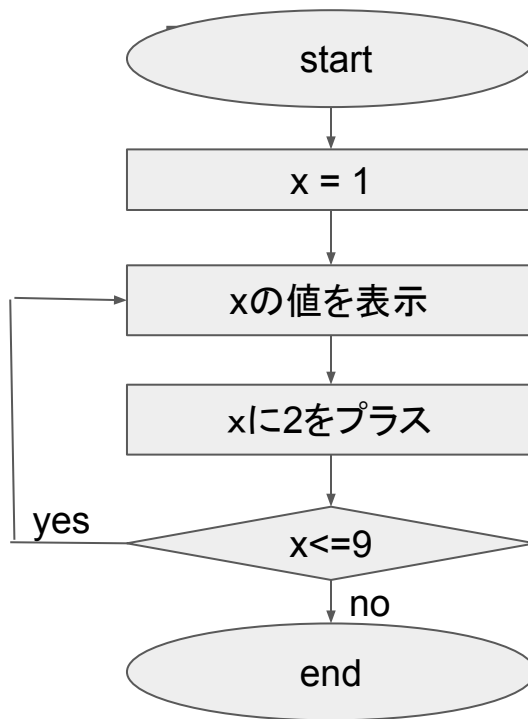 start
x = 1
xの値を表示
xに2をプラス
x<=9
yes
no
end